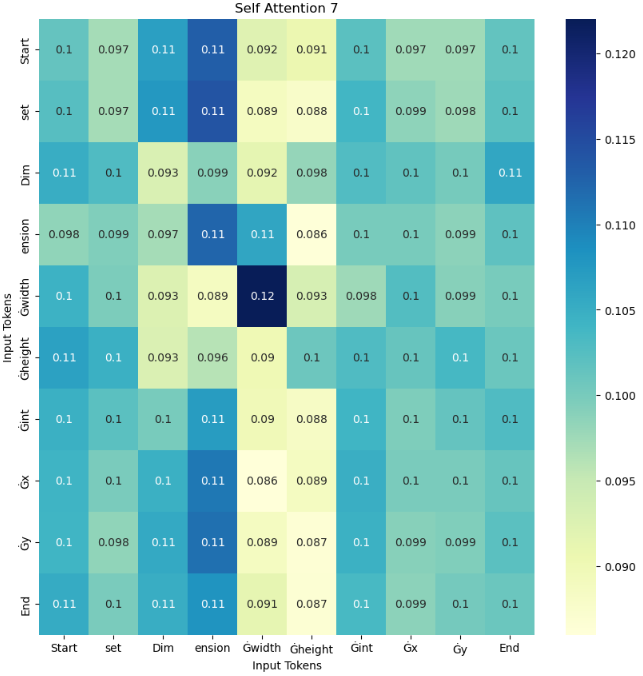 Self Attention 7
Start 0.1 0.097 0.11 0.11 0.092 0.091 0.1 0.097 0.097 0.1
set 0.1 0.097 0.11 0.11 0.089 0.088 0.1 0.099 0.098 0.1
Dim 0.11 0.1 0.093 0.099 0.092 0.098 0.1 0.1 0.1 0.11
ension 0.098 0.099 0.097 0.11 0.11 0.086 0.1 0.1 0.099 0.1
Ġwidth 0.1 0.1 0.093 0.089 0.12 0.093 0.098 0.1 0.099 0.1
Ġheight 0.11 0.1 0.093 0.096 0.09 0.1 0.1 0.1 0.1 0.1
Ġint 0.1 0.1 0.1 0.11 0.09 0.088 0.1 0.1 0.1 0.1
Ġx 0.1 0.1 0.1 0.11 0.086 0.089 0.1 0.1 0.1 0.1
Ġy 0.1 0.098 0.11 0.11 0.089 0.087 0.1 0.099 0.099 0.1
End 0.11 0.1 0.11 0.11 0.091 0.087 0.1 0.099 0.1 0.1
Start set Dim ension Ġwidth Ġheight Ġint Ġx Ġy End
Input Tokens
Input Tokens
0.120
0.115
0.110
0.105
0.100
0.095
0.090